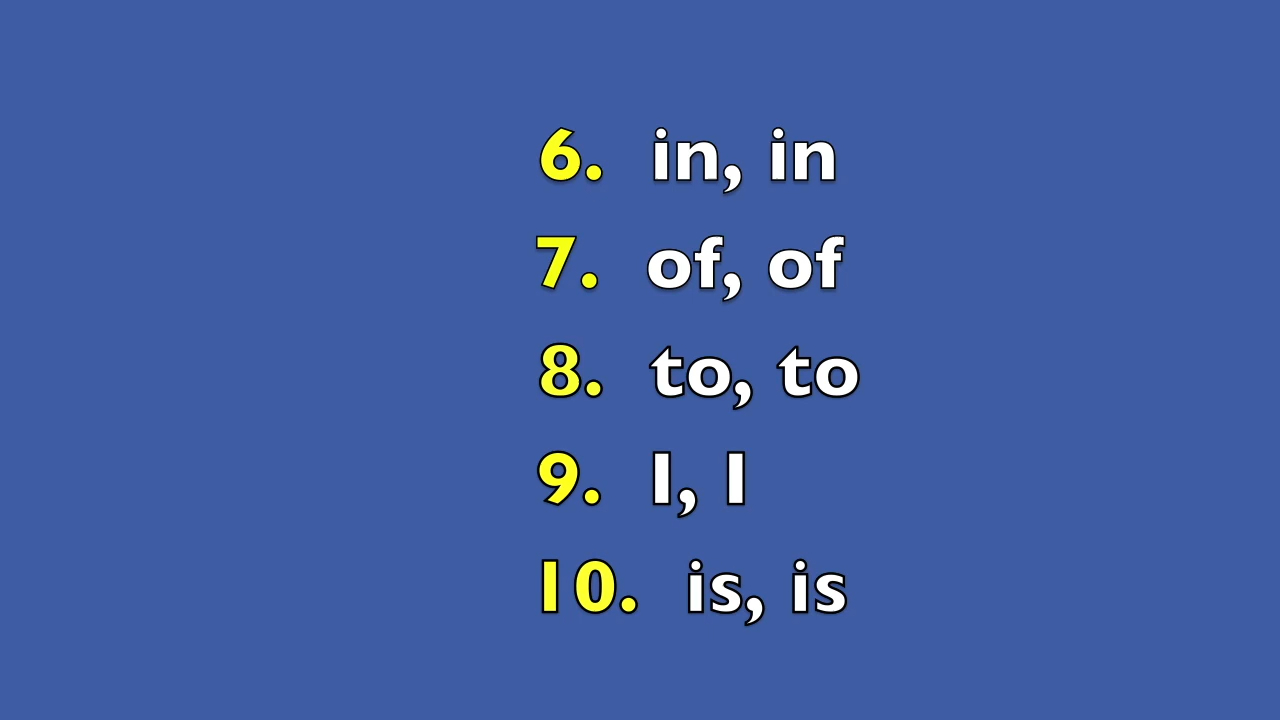 6. in, in
7. of, of
8. to, to
9. I, I
10. is, is